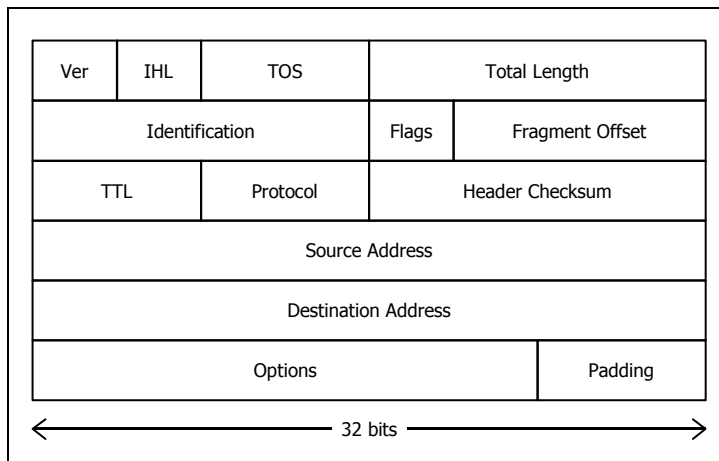 Ver IHL TOS Total Length
Identification Flags Fragment Offset
TTL Protocol Header Checksum
Source Address
Destination Address
Options Padding
32 bits